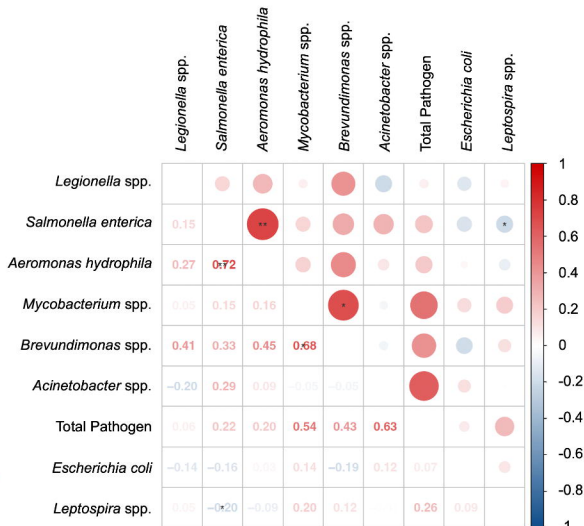 Legionella spp.
Salmonella enterica
Aeromonas hydrophila
Mycobacterium spp.
Brevundimonas spp.
Acinetobacter spp.
Total Pathogen
Escherichia coli
Leptospira spp.
Legionella spp.
Salmonella enterica ** *
0.15
Aeromonas hydrophila 0.27 0.72 **
Mycobacterium spp. 0.05 0.15 0.16 *
Brevundimonas spp. 0.41 0.33 0.45 0.68 *
Acinetobacter spp. −0.20 0.29 0.09 −0.05 −0.05
Total Pathogen 0.22 0.20 0.54 0.43 0.63
Escherichia coli −0.14 −0.16 0.14 −0.19 0.12 0.07
Leptospira spp. 0.05 −0.20 * −0.09 0.20 0.12 0.26 0.09
1
0.8
0.6
0.4
0.2
0
-0.2
-0.4
-0.6
-0.8